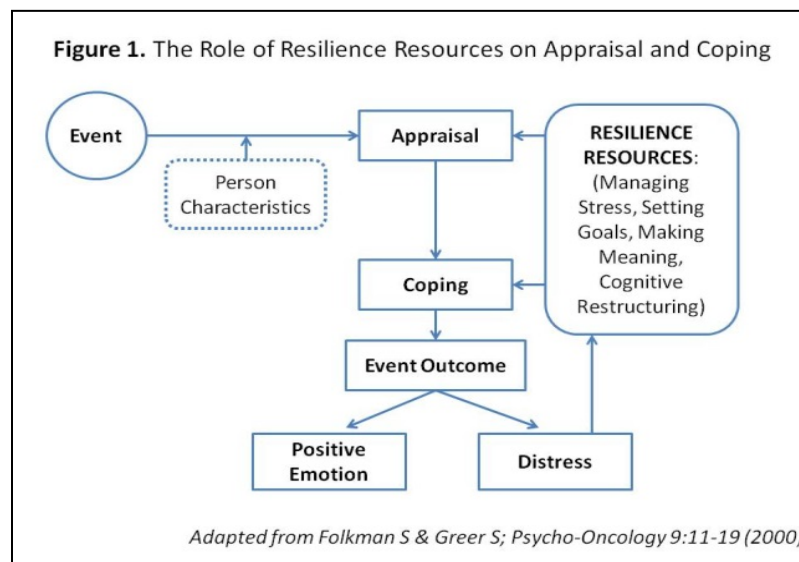 Figure 1. The Role of Resilience Resources on Appraisal and Coping
Event
Appraisal
RESILIENCE
RESOURCES:
(Managing
Stress, Setting
Goals, Making
Meaning,
Cognitive
Restructuring)
Person
Characteristics
Coping
Event Outcome
Positive
Emotion
Distress
Adapted from Folkman S & Greer S; Psycho-Oncology 9:11-19 (2000)